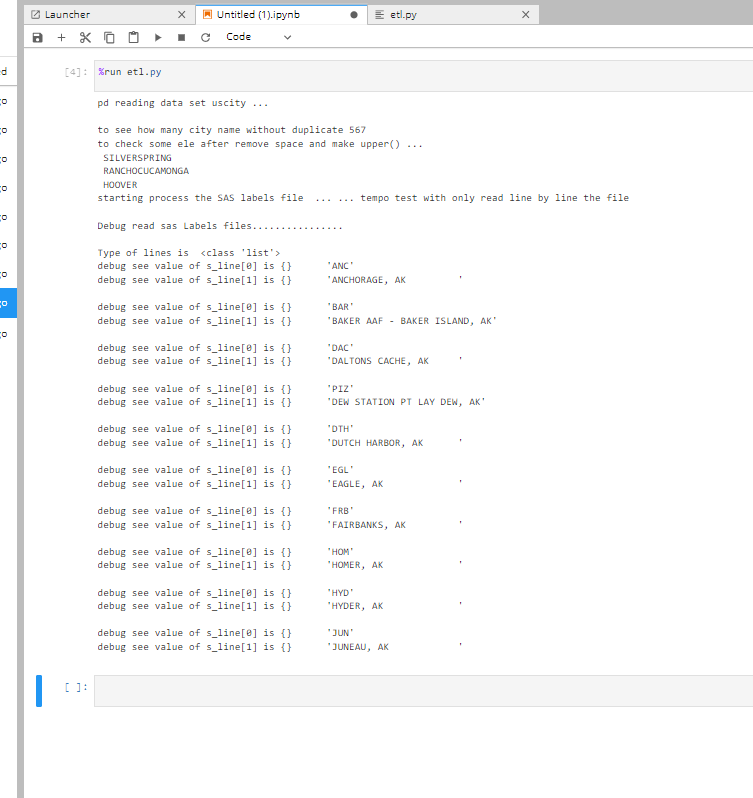 Launcher
Untitled (1).ipynb
etl.py
Code
[4]: %run etl.py
pd reading data set uscity ...
to see how many city name without duplicate 567
to check some ele after remove space and make upper() ...
SILVERSPRING
RANCHOCUCAMONGA
HOOVER
starting process the SAS labels file  ... ... tempo test with only read line by line the file
Debug read sas Labels files................
Type of lines is  <class 'list'>
debug see value of s_line[0] is {}      'ANC'
debug see value of s_line[1] is {}      'ANCHORAGE, AK          '
debug see value of s_line[0] is {}      'BAR'
debug see value of s_line[1] is {}      'BAKER AAF - BAKER ISLAND, AK'
debug see value of s_line[0] is {}      'DAC'
debug see value of s_line[1] is {}      'DALTONS CACHE, AK      '
debug see value of s_line[0] is {}      'PIZ'
debug see value of s_line[1] is {}      'DEW STATION PT LAY DEW, AK'
debug see value of s_line[0] is {}      'DTH'
debug see value of s_line[1] is {}      'DUTCH HARBOR, AK       '
debug see value of s_line[0] is {}      'EGL'
debug see value of s_line[1] is {}      'EAGLE, AK              '
debug see value of s_line[0] is {}      'FRB'
debug see value of s_line[1] is {}      'FAIRBANKS, AK          '
debug see value of s_line[0] is {}      'HOM'
debug see value of s_line[1] is {}      'HOMER, AK              '
debug see value of s_line[0] is {}      'HYD'
debug see value of s_line[1] is {}      'HYDER, AK              '
debug see value of s_line[0] is {}      'JUN'
debug see value of s_line[1] is {}      'JUNEAU, AK             '
[ ]: